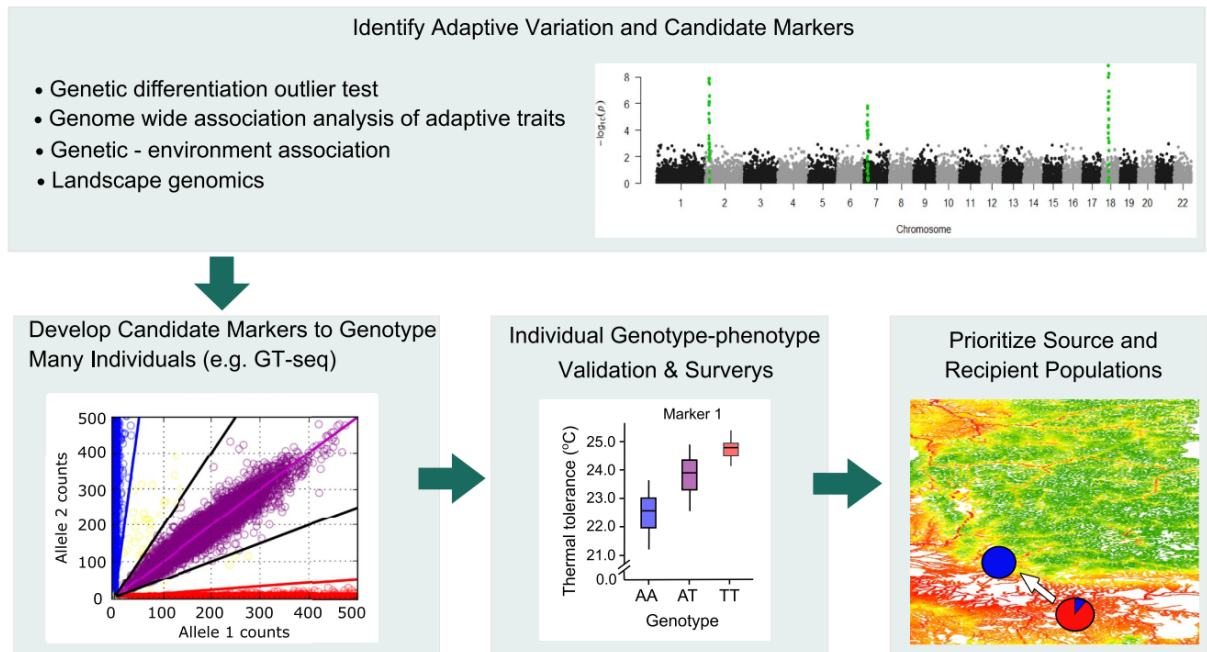 Identify Adaptive Variation and Candidate Markers
• Genetic differentiation outlier test
• Genome wide association analysis of adaptive traits
• Genetic - environment association
• Landscape genomics
8
6
4
2
0
−log₁₀(p)
1 2 3 4 5 6 7 8 9 10 11 12 13 14 15 16 17 18 19 20 22
Chromosome
Develop Candidate Markers to Genotype
Many Individuals (e.g. GT-seq)
500
400
300
200
100
0
Allele 2 counts
0 100 200 300 400 500
Allele 1 counts
Individual Genotype-phenotype
Validation & Surverys
Marker 1
25.0
24.0
23.0
22.0
21.0
0.0
Thermal tolerance (°C)
AA AT TT
Genotype
Prioritize Source and
Recipient Populations